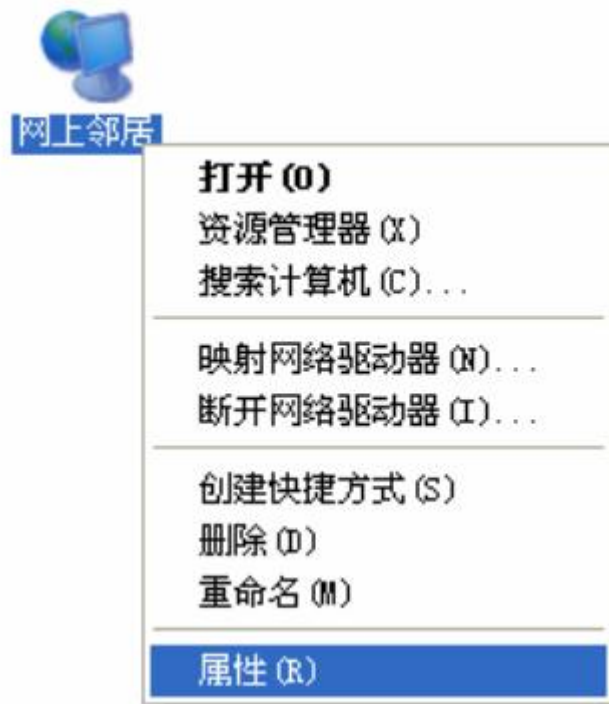 网上邻居
打开(O)
资源管理器(X)
搜索计算机(C)...
映射网络驱动器(N)...
断开网络驱动器(I)...
创建快捷方式(S)
删除(D)
重命名(M)
属性(R)